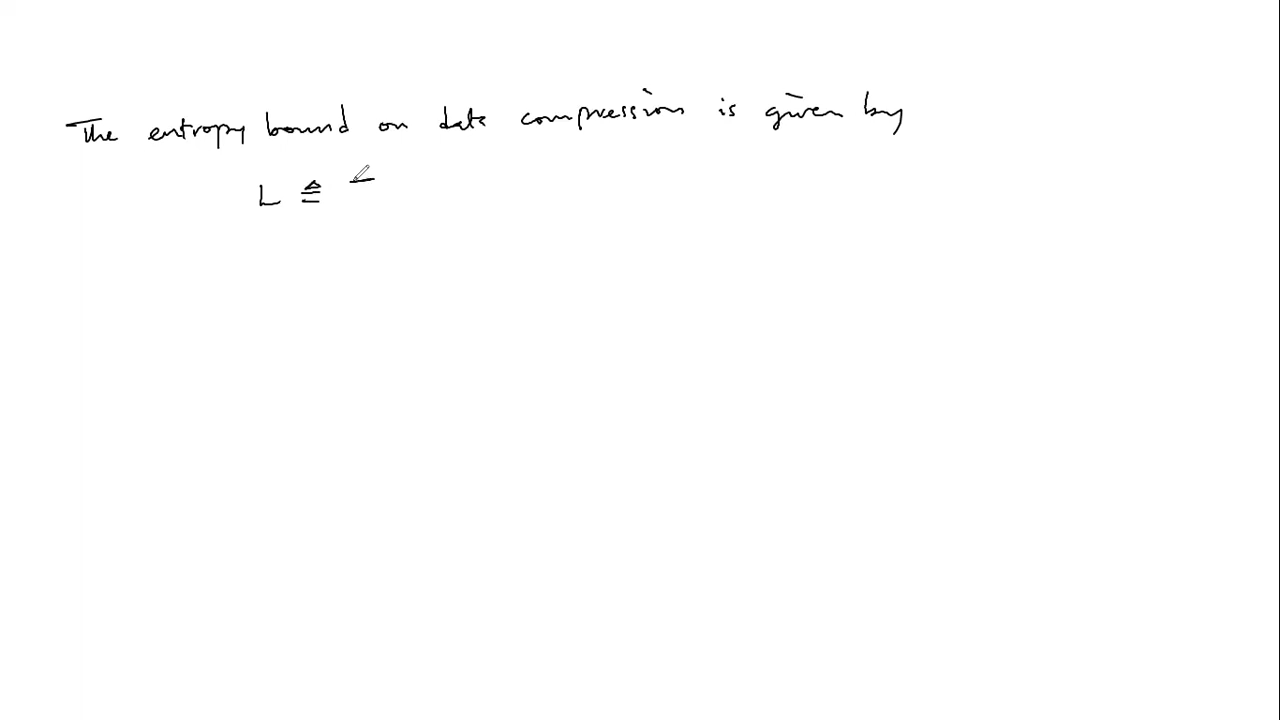 The entropy bound on data compression is given by
L ≜